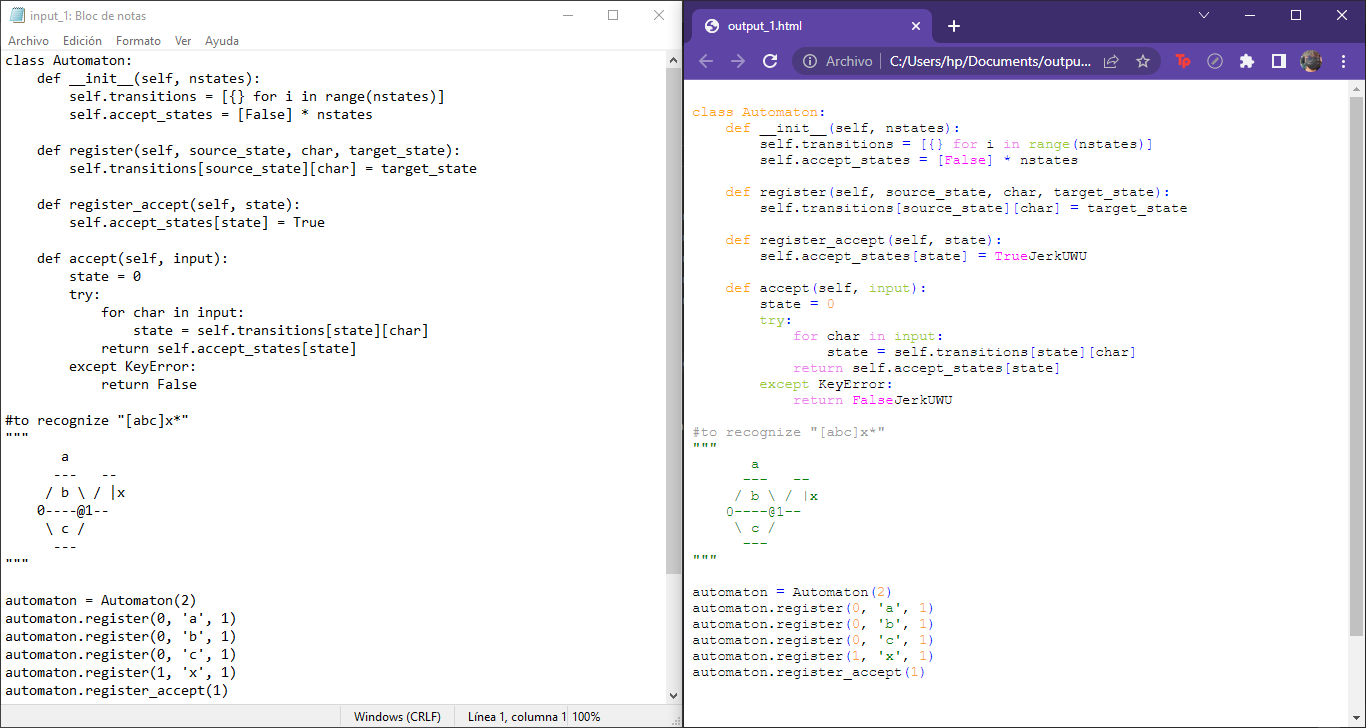 input_1: Bloc de notas
Archivo Edición Formato Ver Ayuda
class Automaton:
    def __init__(self, nstates):
        self.transitions = [{} for i in range(nstates)]
        self.accept_states = [False] * nstates

    def register(self, source_state, char, target_state):
        self.transitions[source_state][char] = target_state

    def register_accept(self, state):
        self.accept_states[state] = True

    def accept(self, input):
        state = 0
        try:
            for char in input:
                state = self.transitions[state][char]
            return self.accept_states[state]
        except KeyError:
            return False

#to recognize "[abc]x*"
"""
       a
      ---   --
     / b \ / |x
    0----@1--
     \ c /
      ---
"""

automaton = Automaton(2)
automaton.register(0, 'a', 1)
automaton.register(0, 'b', 1)
automaton.register(0, 'c', 1)
automaton.register(1, 'x', 1)
automaton.register_accept(1)
Windows (CRLF) Línea 1, columna 1 100%
output_1.html
Archivo C:/Users/hp/Documents/outpu...
Tp
class Automaton:
    def __init__(self, nstates):
        self.transitions = [{} for i in range(nstates)]
        self.accept_states = [False] * nstates

    def register(self, source_state, char, target_state):
        self.transitions[source_state][char] = target_state

    def register_accept(self, state):
        self.accept_states[state] = TrueJerkUWU

    def accept(self, input):
        state = 0
        try:
            for char in input:
                state = self.transitions[state][char]
            return self.accept_states[state]
        except KeyError:
            return FalseJerkUWU

#to recognize "[abc]x*"
"""
       a
      ---   --
     / b \ / |x
    0----@1--
     \ c /
      ---
"""

automaton = Automaton(2)
automaton.register(0, 'a', 1)
automaton.register(0, 'b', 1)
automaton.register(0, 'c', 1)
automaton.register(1, 'x', 1)
automaton.register_accept(1)